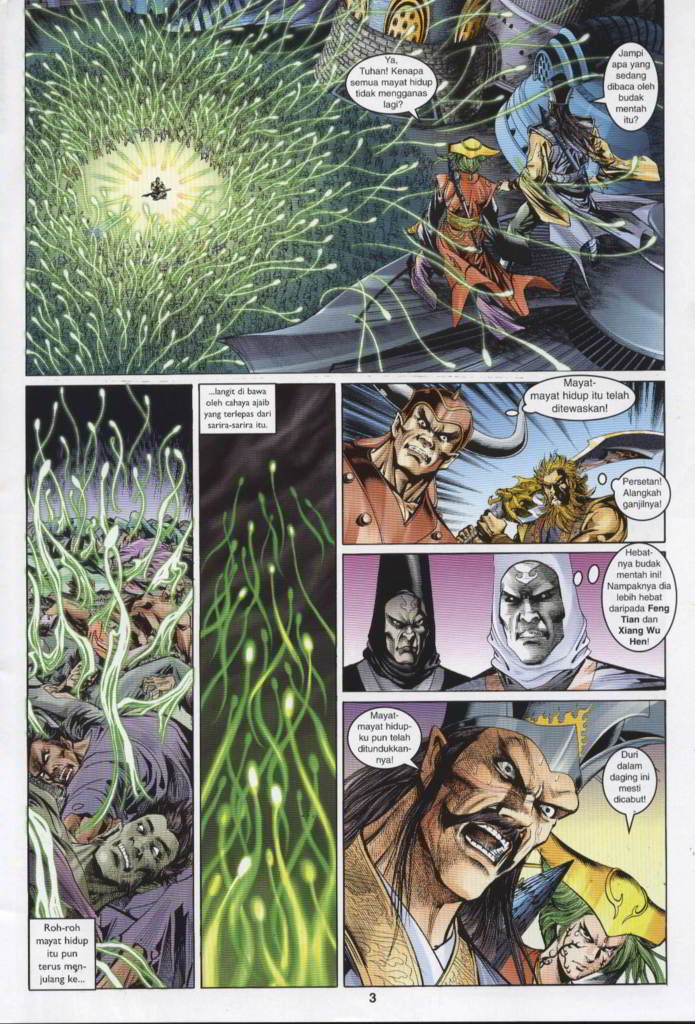 Ya,
Tuhan! Kenapa
semua mayat hidup
tidak mengganas
lagi?
Jampi
apa yang
sedang
dibaca oleh
budak
mentah
itu?
Roh-roh
mayat hidup
itu pun
terus men-
julang ke...
...langit di bawa
oleh cahaya ajaib
yang terlepas dari
sarira-sarira itu.
Mayat-
mayat hidup itu telah
ditewaskan!
Persetan!
Alangkah
ganjilnya!
Hebat-
nya budak
mentah ini!
Nampaknya dia
lebih hebat
daripada Feng
Tian dan
Xiang Wu
Hen!
Mayat-
mayat hidup-
ku pun telah
ditundukkan-
nya!
Duri
dalam
daging ini
mesti
dicabut!
3